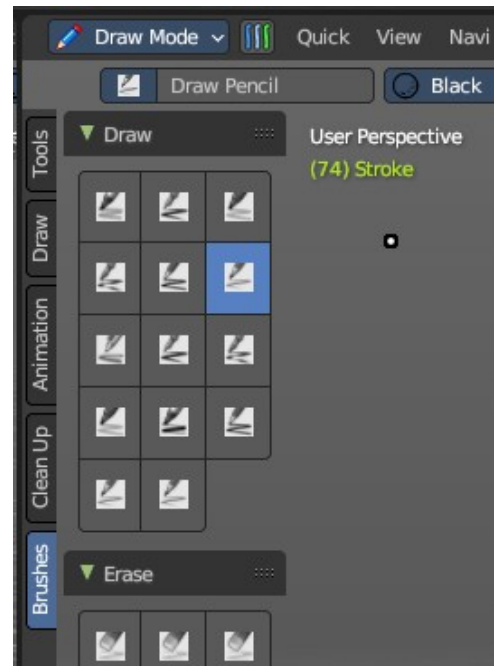 Draw Mode Quick View Navi
Draw Pencil Black
Tools
Draw
Animation
Clean Up
Brushes
Draw
Erase
User Perspective
(74) Stroke